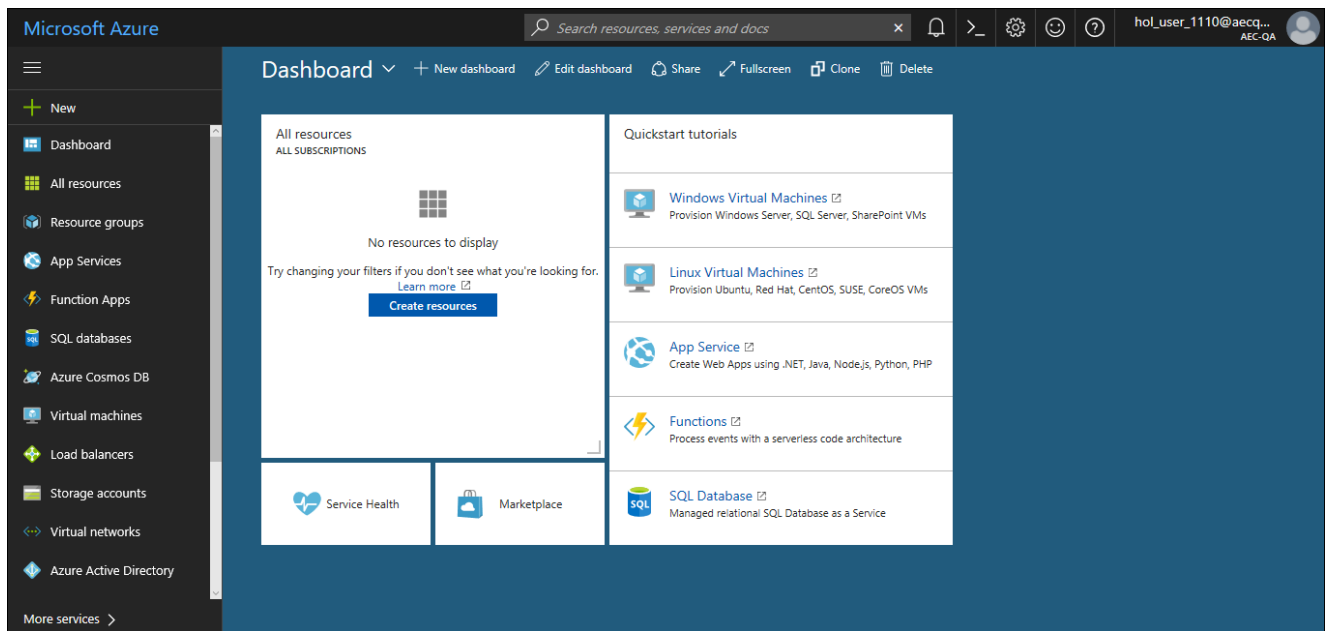 Microsoft Azure
Search resources, services and docs
hol_user_1110@aecq...
AEC-QA
New
Dashboard
All resources
Resource groups
App Services
Function Apps
SQL databases
Azure Cosmos DB
Virtual machines
Load balancers
Storage accounts
Virtual networks
Azure Active Directory
More services
Dashboard New dashboard Edit dashboard Share Fullscreen Clone Delete
All resources
ALL SUBSCRIPTIONS
No resources to display
Try changing your filters if you don't see what you're looking for.
Learn more
Create resources
Service Health
Marketplace
Quickstart tutorials
Windows Virtual Machines
Provision Windows Server, SQL Server, SharePoint VMs
Linux Virtual Machines
Provision Ubuntu, Red Hat, CentOS, SUSE, CoreOS VMs
App Service
Create Web Apps using .NET, Java, Node.js, Python, PHP
Functions
Process events with a serverless code architecture
SQL
SQL Database
Managed relational SQL Database as a Service